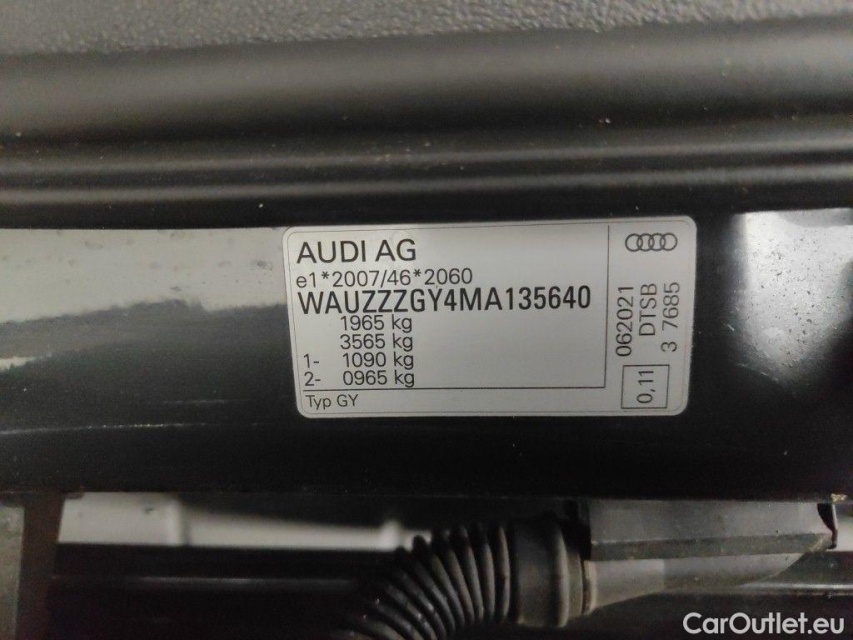 AUDI AG
e1*2007/46*2060
WAUZZZGY4MA135640
1965 kg
3565 kg
1- 1090 kg
2- 0965 kg
Typ GY
062021
DTSB
3 7685
0,11
CarOutlet.eu